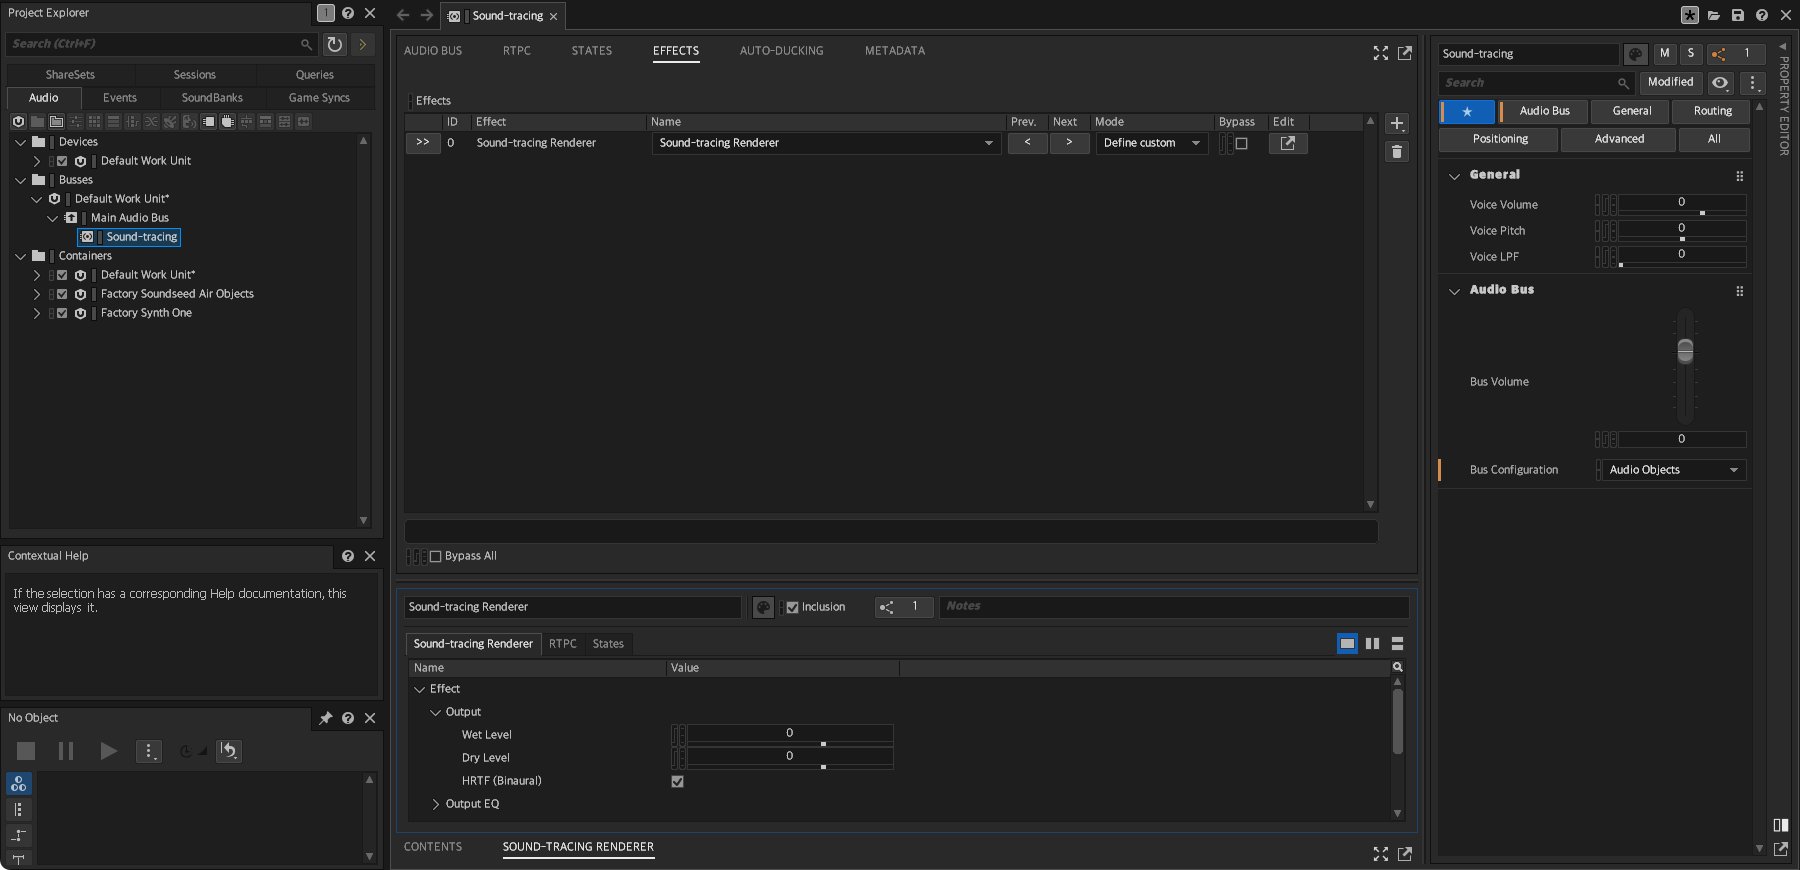 Project Explorer
1
Search (Ctrl+F)
ShareSets
Sessions
Queries
Audio
Events
SoundBanks
Game Syncs
Devices
Default Work Unit
Busses
Default Work Unit*
Main Audio Bus
Sound-tracing
Containers
Default Work Unit*
Factory Soundseed Air Objects
Factory Synth One
Contextual Help
If the selection has a corresponding Help documentation, this
view displays it.
No Object
Sound-tracing
AUDIO BUS
RTPC
STATES
EFFECTS
AUTO-DUCKING
METADATA
Effects
ID
Effect
Name
Prev.
Next
Mode
Bypass
Edit
>>
0
Sound-tracing Renderer
Sound-tracing Renderer
<
>
Define custom
Bypass All
Sound-tracing Renderer
Inclusion
1
Notes
Sound-tracing Renderer
RTPC
States
Name
Value
Effect
Output
Wet Level
0
Dry Level
0
HRTF (Binaural)
Output EQ
CONTENTS
SOUND-TRACING RENDERER
Sound-tracing
M
S
1
Search
Modified
Audio Bus
General
Routing
Positioning
Advanced
All
General
Voice Volume
0
Voice Pitch
0
Voice LPF
0
Audio Bus
Bus Volume
0
Bus Configuration
Audio Objects
PROPERTY EDITOR